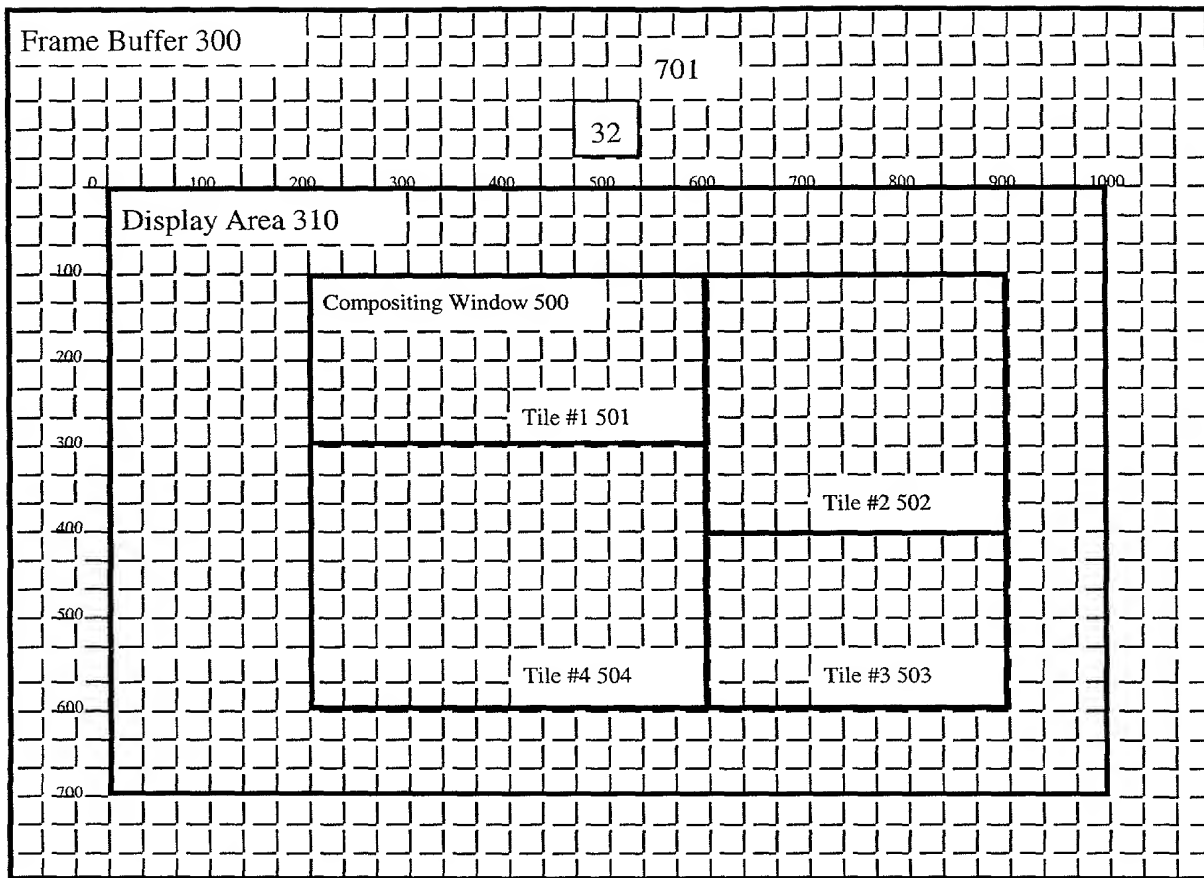 Frame Buffer 300
701
32
0 100 200 300 400 500 600 700 800 900 1000
Display Area 310
100
Compositing Window 500
200
Tile #1 501
300
Tile #2 502
400
500
Tile #4 504 Tile #3 503
600
700